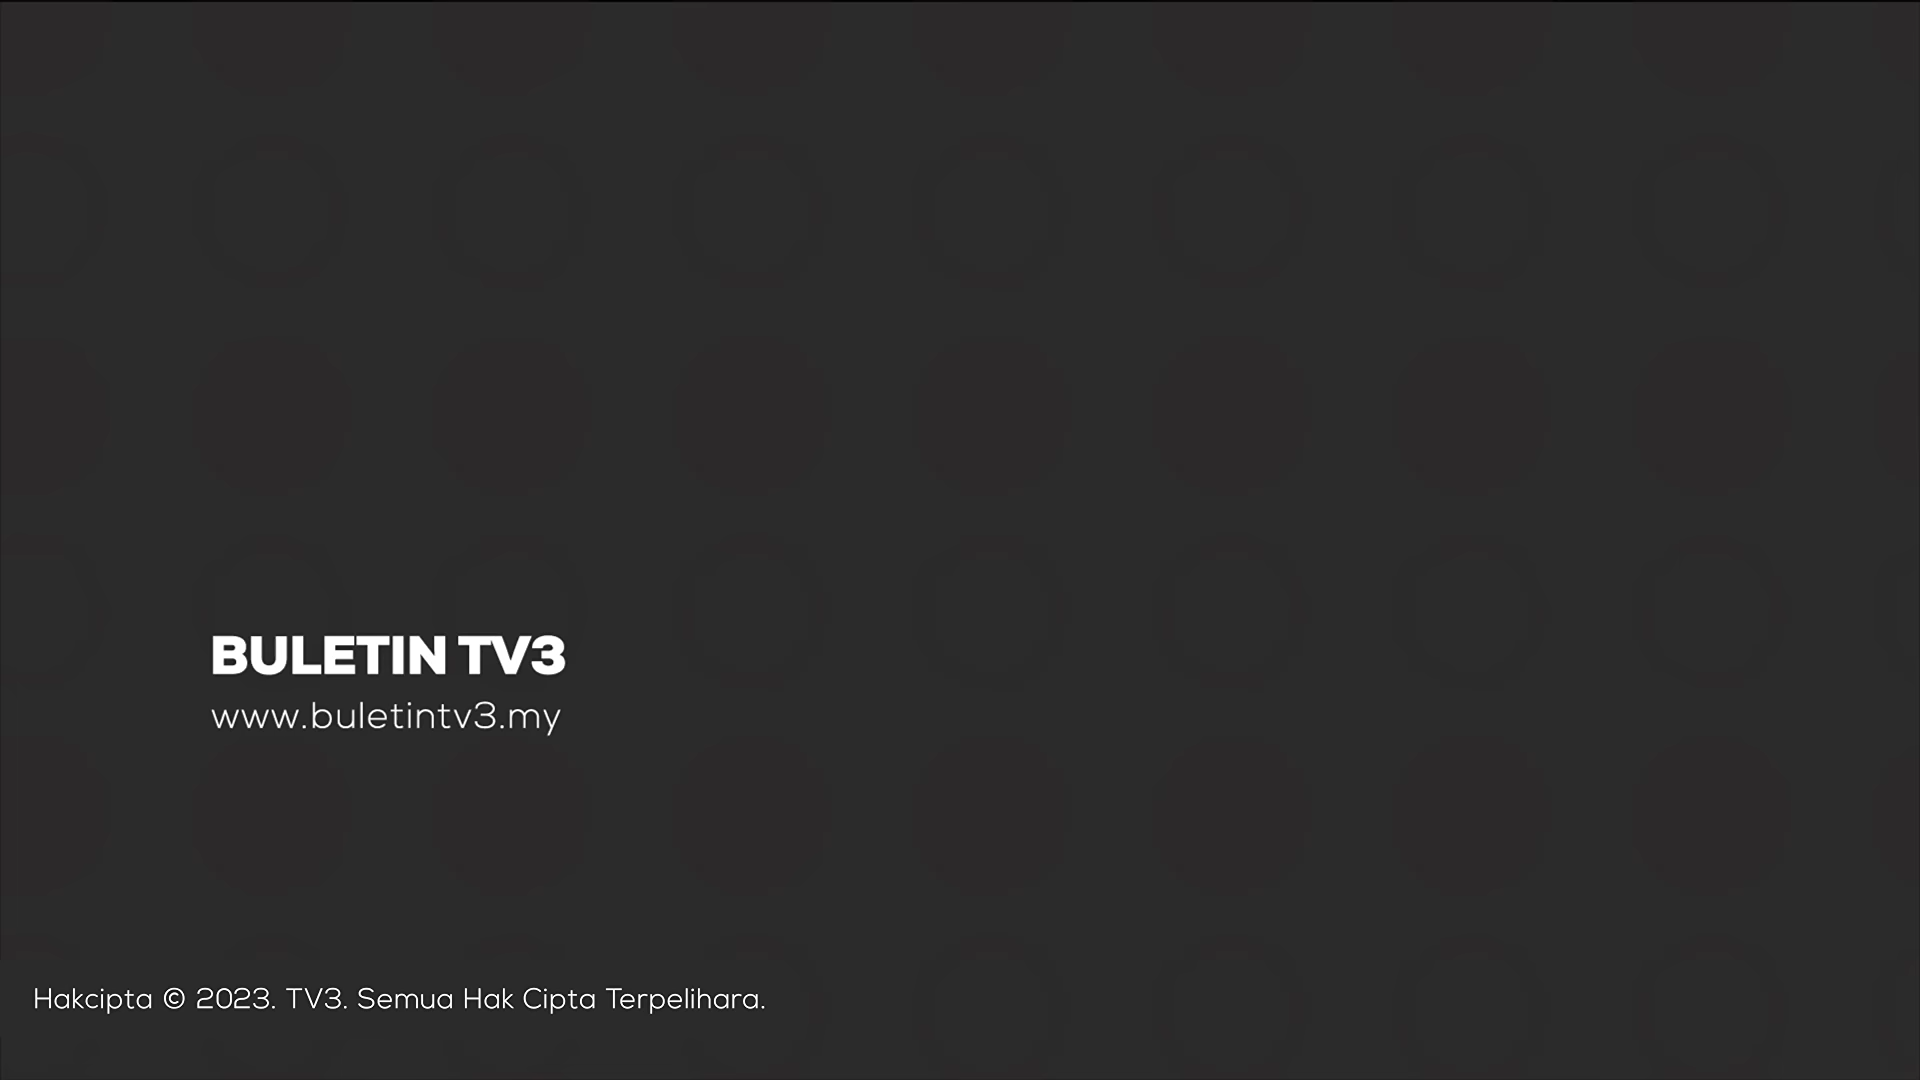 BULETIN TV3
www.buletintv3.my
Hakcipta © 2023. TV3. Semua Hak Cipta Terpelihara.